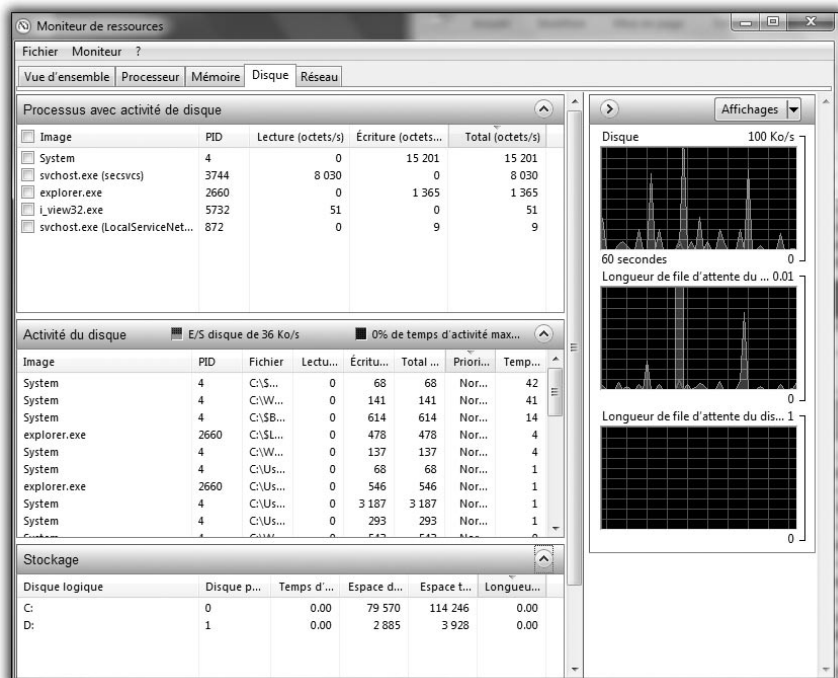 Moniteur de ressources
Fichier Moniteur ?
Vue d'ensemble Processeur Mémoire Disque Réseau
Processus avec activité de disque
Image PID Lecture (octets/s) Écriture (octets... Total (octets/s)
System 4 0 15 201 15 201
svchost.exe (secsvcs) 3744 8 030 0 8 030
explorer.exe 2660 0 1 365 1 365
i_view32.exe 5732 51 0 51
svchost.exe (LocalServiceNet... 872 0 9 9
Activité du disque E/S disque de 36 Ko/s 0% de temps d'activité max...
Image PID Fichier Lectu... Écritu... Total ... Priori... Temp...
System 4 C:\$... 0 68 68 Nor... 42
System 4 C:\W... 0 141 141 Nor... 41
System 4 C:\$B... 0 614 614 Nor... 14
explorer.exe 2660 C:\$L... 0 478 478 Nor... 4
System 4 C:\W... 0 137 137 Nor... 4
System 4 C:\Us... 0 68 68 Nor... 1
explorer.exe 2660 C:\Us... 0 546 546 Nor... 1
System 4 C:\Us... 0 3 187 3 187 Nor... 1
System 4 C:\Us... 0 293 293 Nor... 1
Stockage
Disque logique Disque p... Temps d'... Espace d... Espace t... Longueu...
C: 0 0.00 79 570 114 246 0.00
D: 1 0.00 2 885 3 928 0.00
Affichages
Disque 100 Ko/s
60 secondes 0
Longueur de file d'attente du ... 0.01
0
Longueur de file d'attente du dis... 1
0